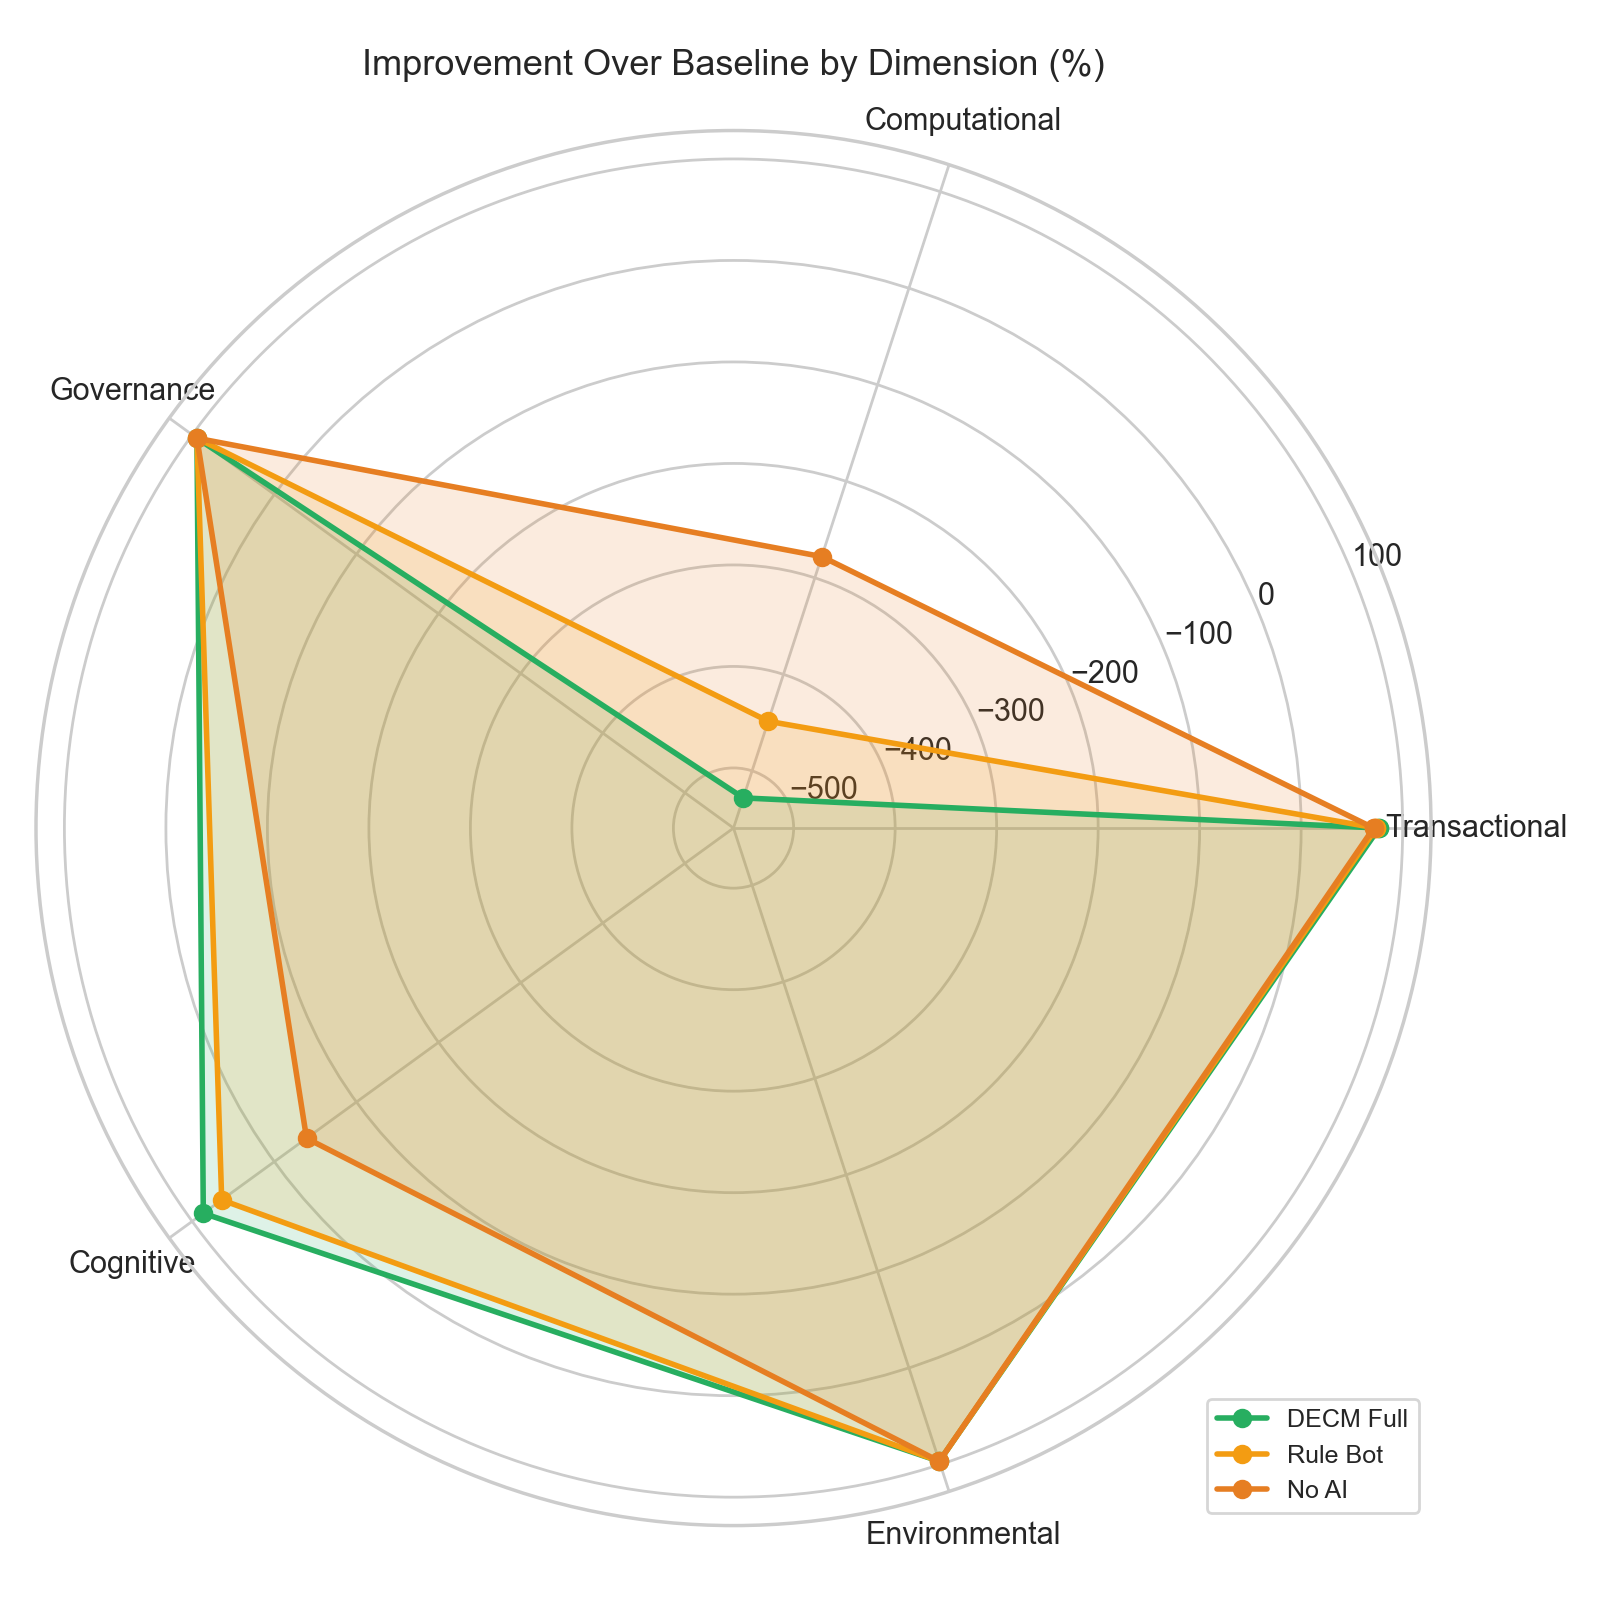 Improvement Over Baseline by Dimension (%)
Computational
Governance
100
0
−100
−200
−300
−400
−500
Transactional
Cognitive
Environmental
DECM Full
Rule Bot
No AI